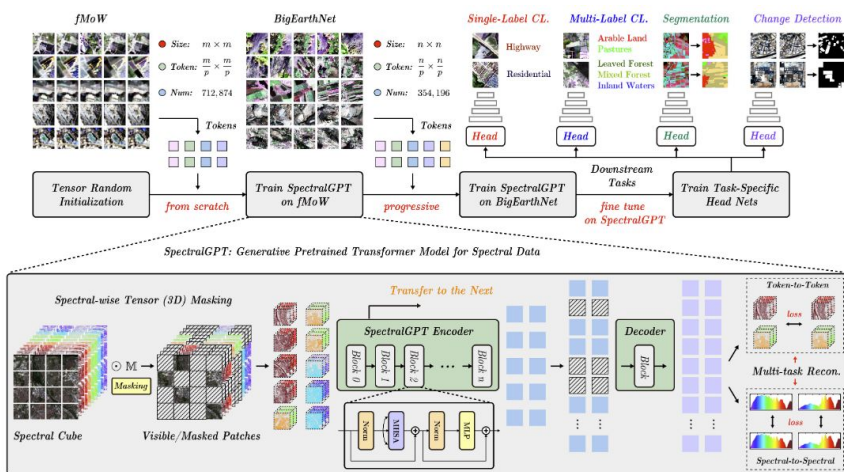 fMoW
BigEarthNet
Single-Label CL.
Multi-Label CL.
Segmentation
Change Detection
Size: m × m
Token: m/p × m/p
Num: 712,874
Tokens
Size: n × n
Token: n/p × n/p
Num: 354,196
Tokens
Highway
Residential
Arable Land
Pastures
Leaved Forest
Mixed Forest
Inland Waters
Head
Head
Head
Head
Tensor Random
Initialization
from scratch
Train SpectralGPT
on fMoW
progressive
Train SpectralGPT
on BigEarthNet
Downstream
Tasks
fine tune
on SpectralGPT
Train Task-Specific
Head Nets
SpectralGPT: Generative Pretrained Transformer Model for Spectral Data
Spectral-wise Tensor (3D) Masking
⊙ M
Masking
Spectral Cube
Visible/Masked Patches
Transfer to the Next
SpectralGPT Encoder
Block 0
Block 1
Block 2
...
Block n
Norm
MHSA
Norm
MLP
Decoder
Block
Token-to-Token
loss
Multi-task Recon.
loss
Spectral-to-Spectral